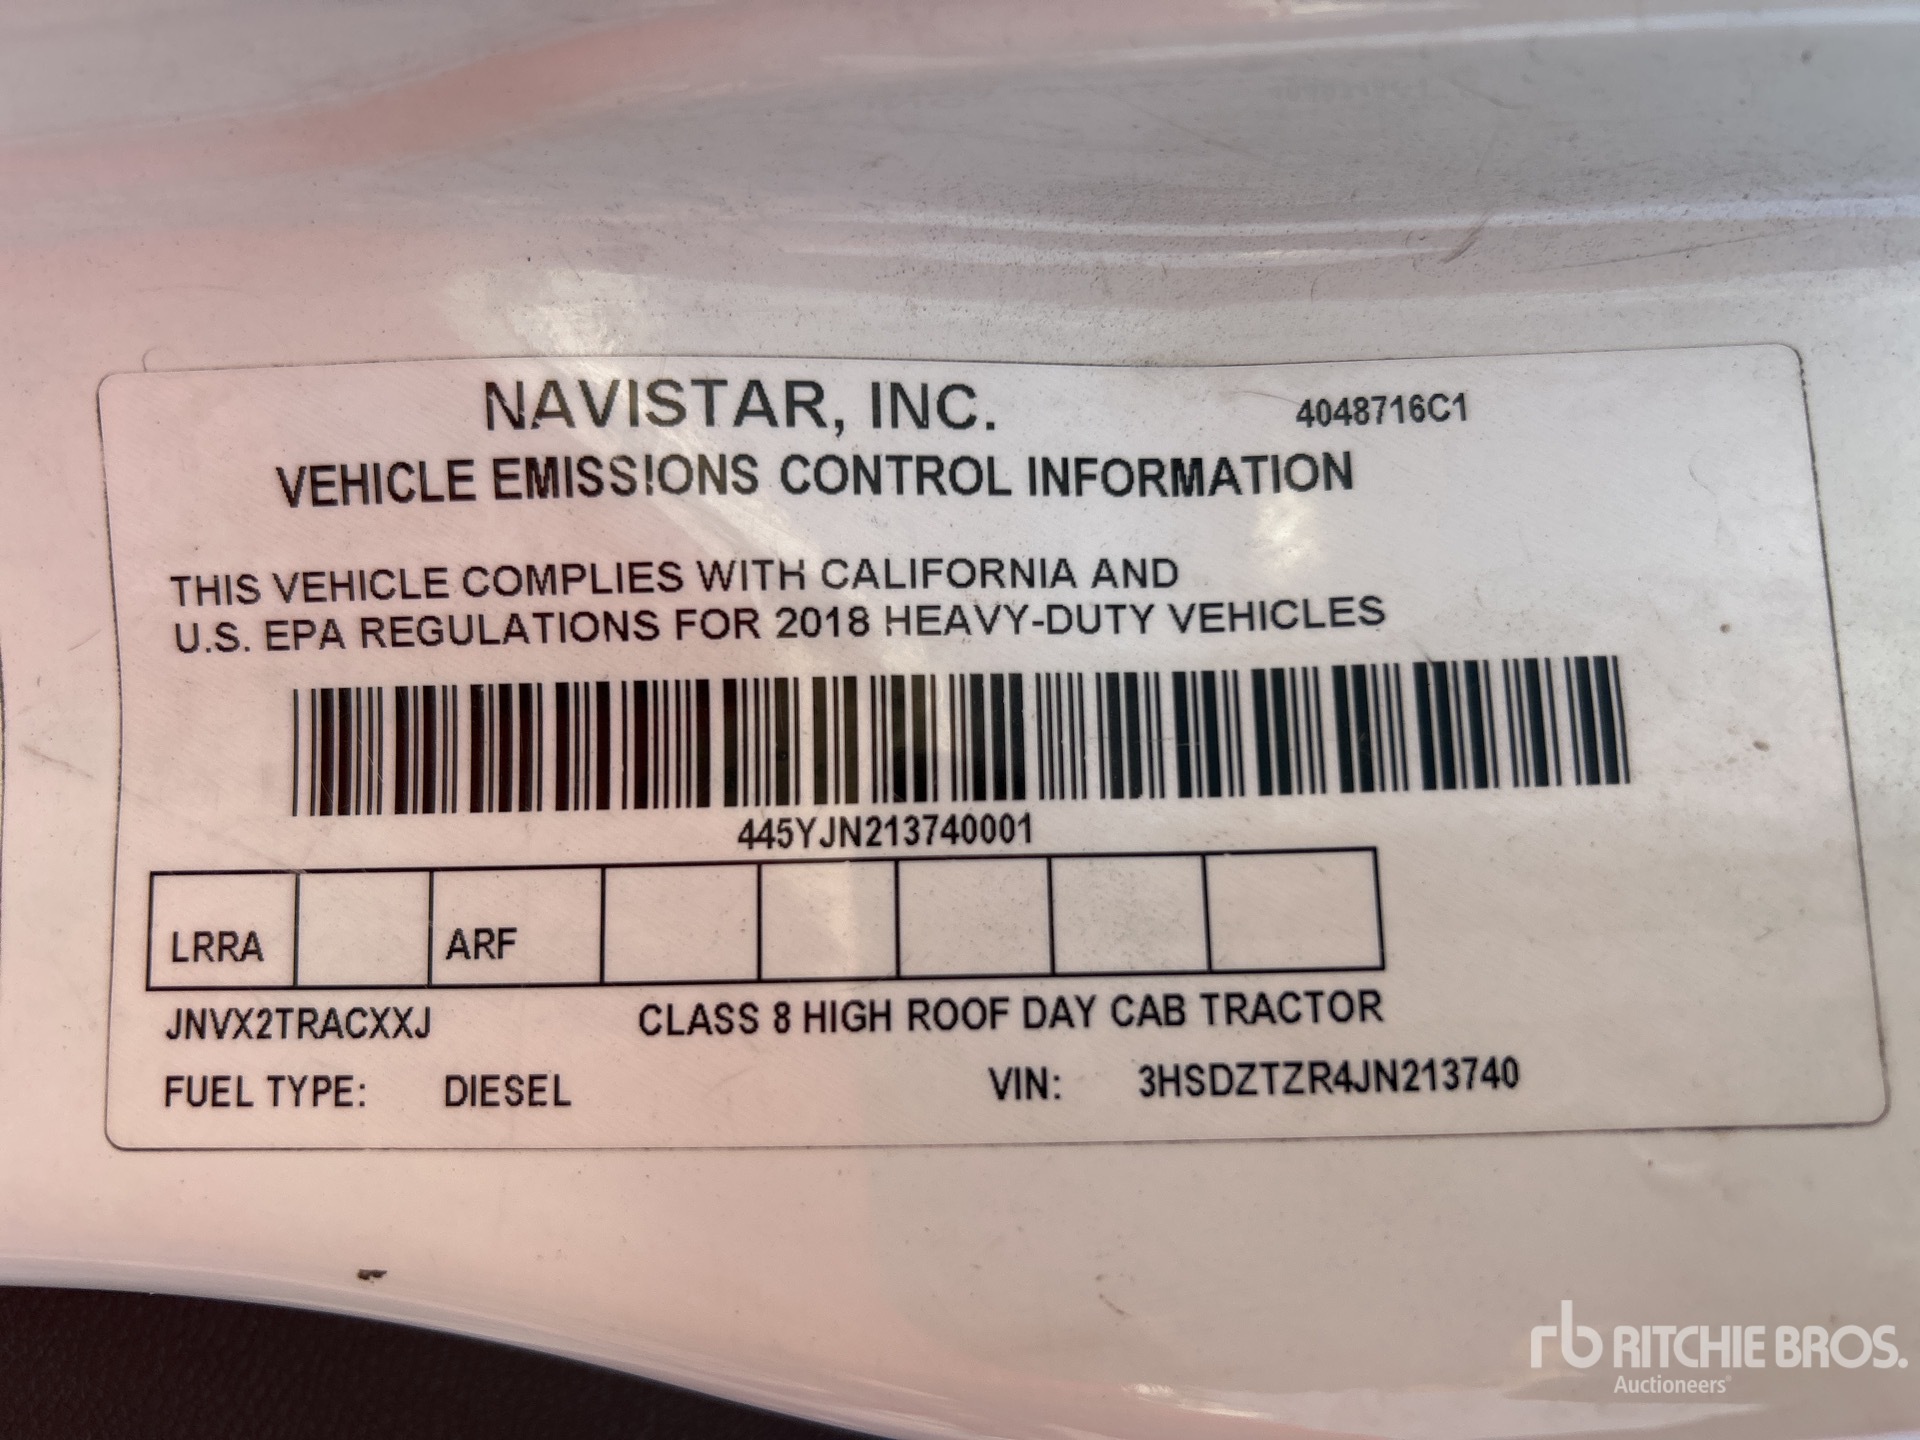 NAVISTAR, INC.
4048716C1
VEHICLE EMISSIONS CONTROL INFORMATION
THIS VEHICLE COMPLIES WITH CALIFORNIA AND
U.S. EPA REGULATIONS FOR 2018 HEAVY-DUTY VEHICLES
445YJN213740001
LRRA ARF
JNVX2TRACXXJ CLASS 8 HIGH ROOF DAY CAB TRACTOR
FUEL TYPE: DIESEL VIN: 3HSDZTZR4JN213740
rb RITCHIE BROS.
Auctioneers